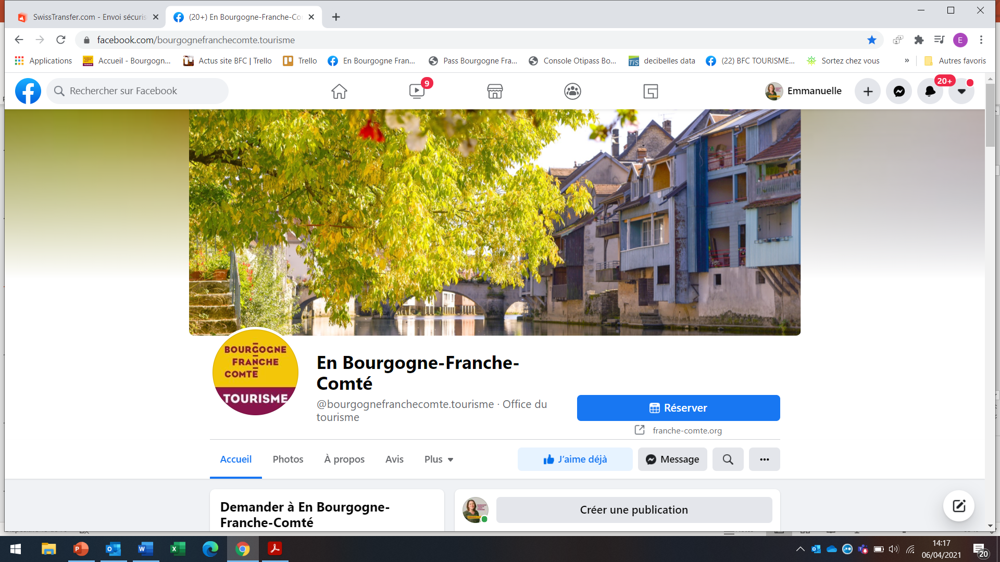 SwissTransfer.com - Envoi sécuris
(20+) En Bourgogne-Franche-Co
facebook.com/bourgognefranchecomte.tourisme
E
Applications
Accueil - Bourgogn...
Actus site BFC | Trello
Trello
En Bourgogne Fran...
Pass Bourgogne Fra...
Console Otipass Bo...
TIS
decibelles data
(22) BFC TOURISME...
Sortez chez vous
»
Autres favoris
Rechercher sur Facebook
9
Emmanuelle
20+
BOURGOGNE
FRANCHE
COMTÉ
TOURISME
En Bourgogne-Franche-
Comté
@bourgognefranchecomte.tourisme · Office du
tourisme
Réserver
franche-comte.org
Accueil
Photos
À propos
Avis
Plus
J'aime déjà
Message
Demander à En Bourgogne-
Franche-Comté
Créer une publication
14:17
06/04/2021
20